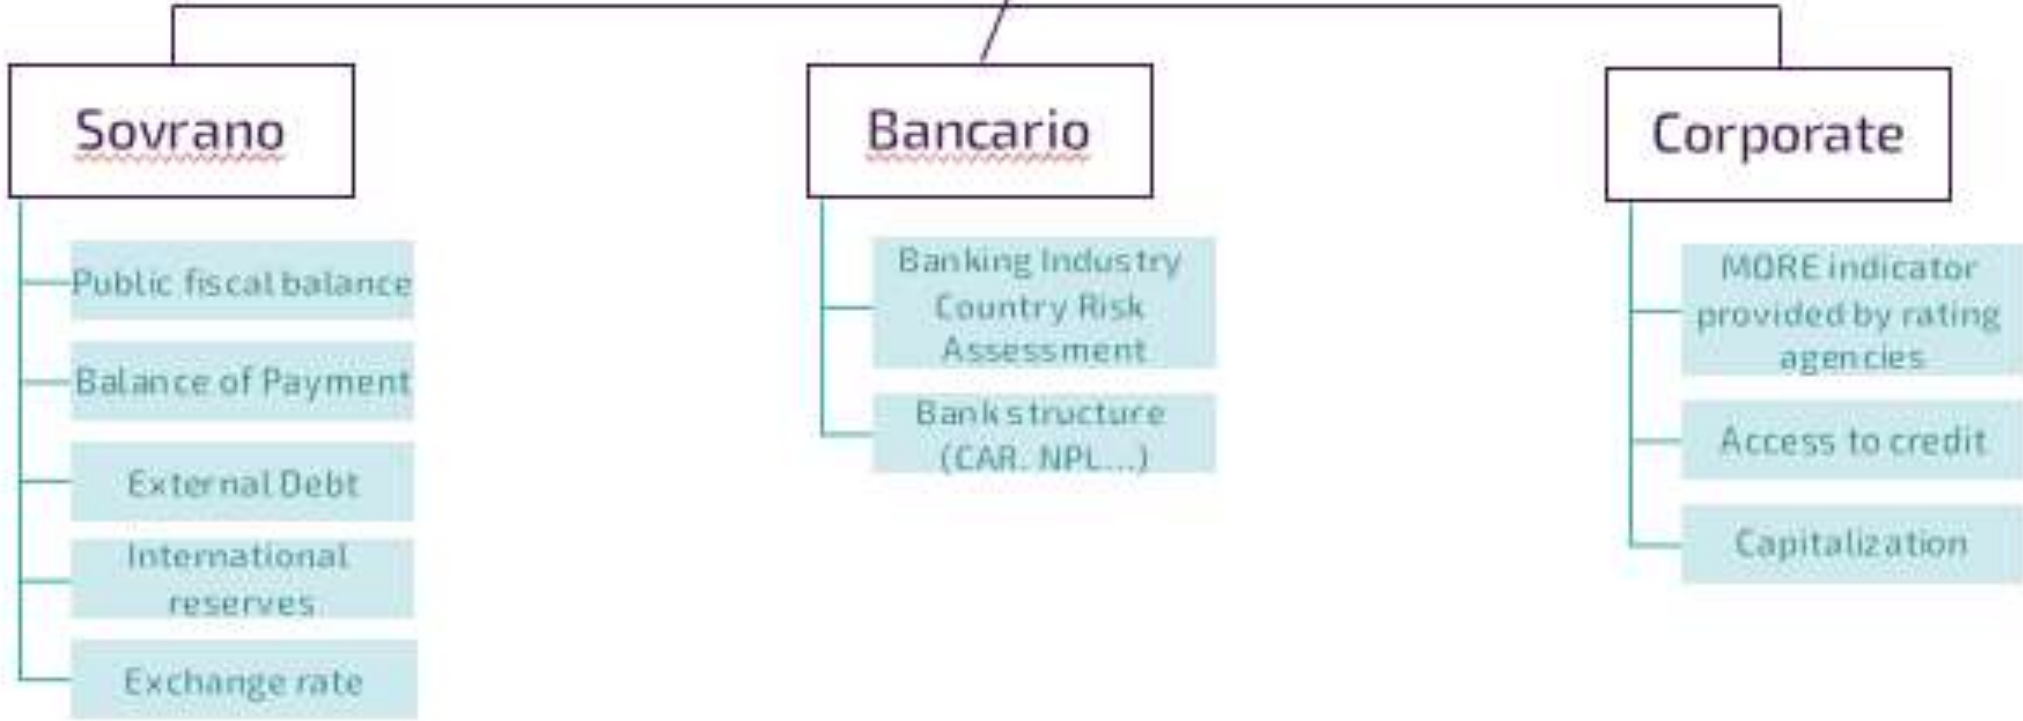 Sovrano
Public fiscal balance
Balance of Payment
External Debt
International
reserves
Exchange rate
Bancario
Banking Industry
Country Risk
Assessment
Bank structure
(CAR. NPL...)
Corporate
MORE indicator
provided by rating
agencies
Access to credit
Capitalization